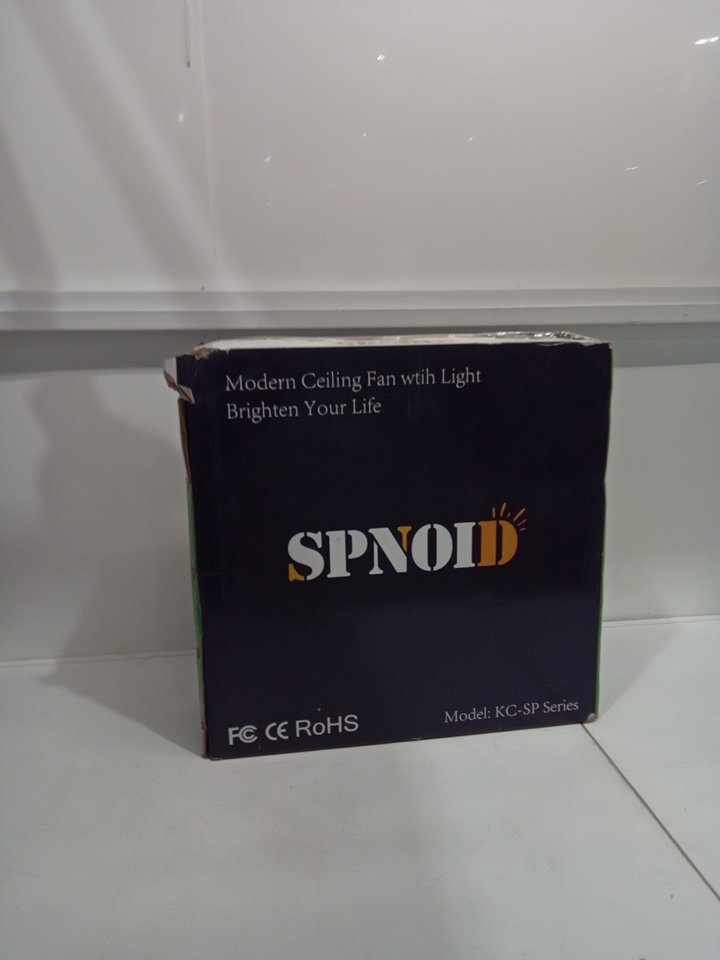 Modern Ceiling Fan wtih Light
Brighten Your Life
SPNOID
FC CE RoHS
Model: KC-SP Series